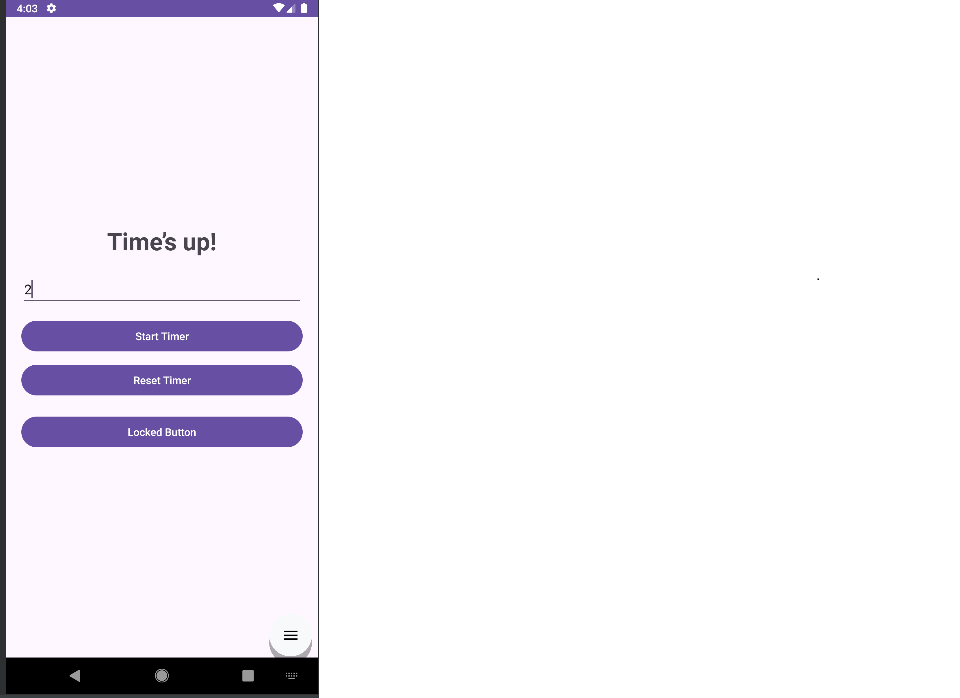 4:03
Time's up!
2
Start Timer
Reset Timer
Locked Button